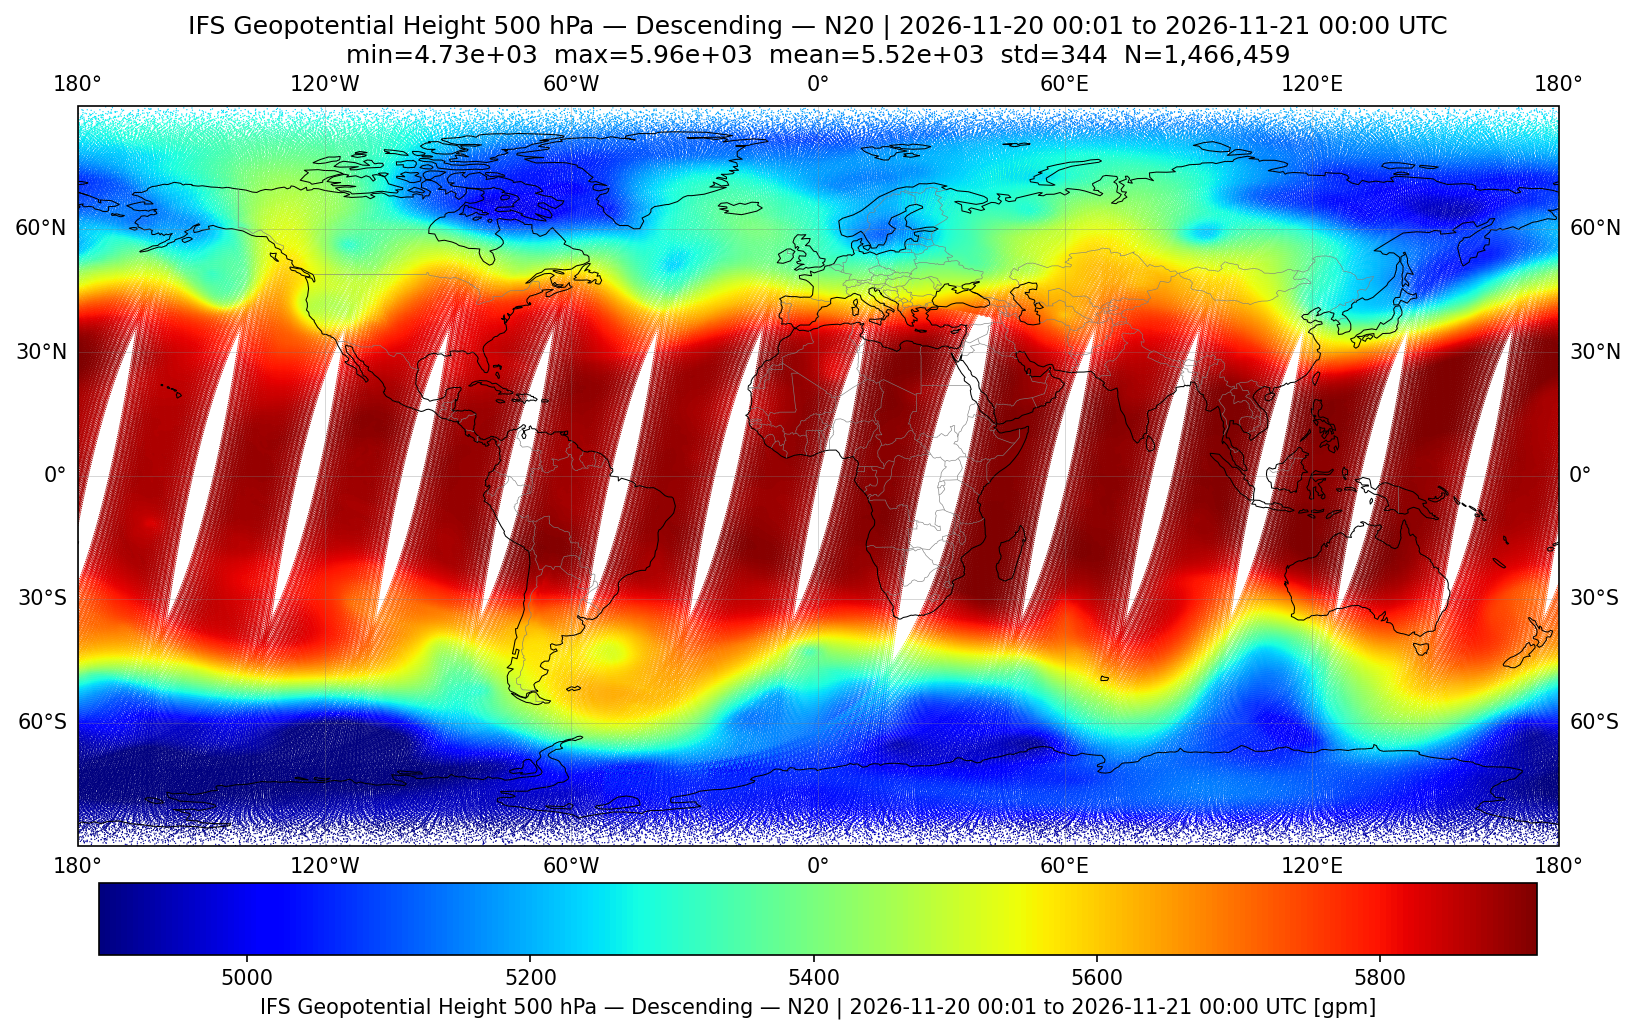 IFS Geopotential Height 500 hPa — Descending — N20 | 2026-11-20 00:01 to 2026-11-21 00:00 UTC
min=4.73e+03  max=5.96e+03  mean=5.52e+03  std=344  N=1,466,459
180° 120°W 60°W 0° 60°E 120°E 180°
60°N 60°N
30°N 30°N
0° 0°
30°S 30°S
60°S 60°S
180° 120°W 60°W 0° 60°E 120°E 180°
5000 5200 5400 5600 5800
IFS Geopotential Height 500 hPa — Descending — N20 | 2026-11-20 00:01 to 2026-11-21 00:00 UTC [gpm]